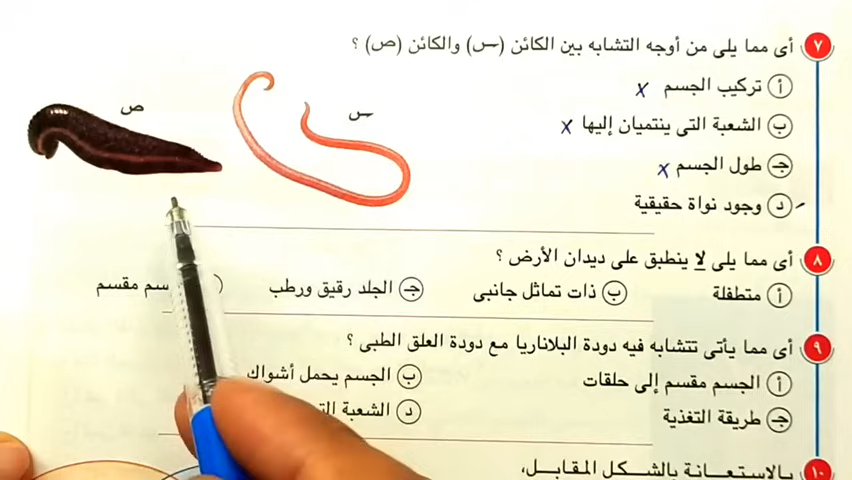 ٧ أى مما يلى من أوجه التشابه بين الكائن (س) والكائن (ص) ؟
أ تركيب الجسم x
ب الشعبة التى ينتميان إليها x
جـ طول الجسم x
د وجود نواة حقيقية
س
ص
٨ أى مما يلى لا ينطبق على ديدان الأرض ؟
أ متطفلة ب ذات تماثل جانبى جـ الجلد رقيق ورطب مقسم
٩ أى مما يأتى تتشابه فيه دودة البلاناريا مع دودة العلق الطبى ؟
أ الجسم مقسم إلى حلقات ب الجسم يحمل أشواك
جـ طريقة التغذية د الشعبة
١٠ بالاستعانة بالشكل المقابل،